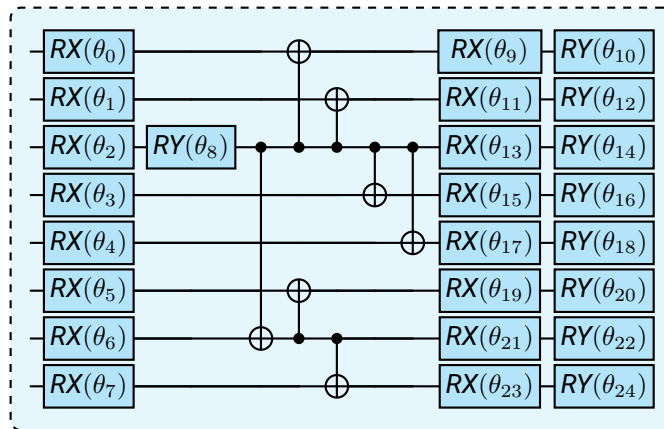 RX(θ₀) RX(θ₉) RY(θ₁₀)
RX(θ₁) RX(θ₁₁) RY(θ₁₂)
RX(θ₂) RY(θ₈) RX(θ₁₃) RY(θ₁₄)
RX(θ₃) RX(θ₁₅) RY(θ₁₆)
RX(θ₄) RX(θ₁₇) RY(θ₁₈)
RX(θ₅) RX(θ₁₉) RY(θ₂₀)
RX(θ₆) RX(θ₂₁) RY(θ₂₂)
RX(θ₇) RX(θ₂₃) RY(θ₂₄)